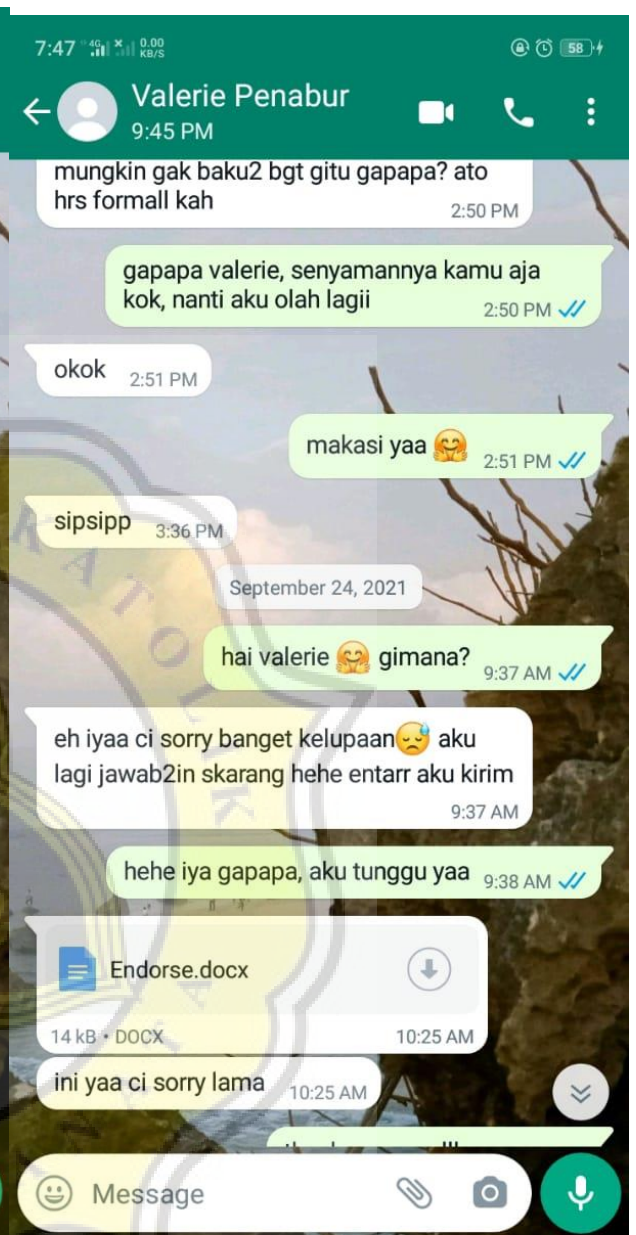 7:47 4G 0.00 KB/S 58
Valerie Penabur
9:45 PM
mungkin gak baku2 bgt gitu gapapa? ato
hrs formall kah
2:50 PM
gapapa valerie, senyamannya kamu aja
kok, nanti aku olah lagii
2:50 PM
okok 2:51 PM
makasi yaa 🤗 2:51 PM
sipsipp 3:36 PM
September 24, 2021
hai valerie 🤗 gimana? 9:37 AM
eh iyaa ci sorry banget kelupaan😓 aku
lagi jawab2in skarang hehe entarr aku kirim
9:37 AM
hehe iya gapapa, aku tunggu yaa 9:38 AM
Endorse.docx
14 kB • DOCX 10:25 AM
ini yaa ci sorry lama 10:25 AM
Message
KATOLIK